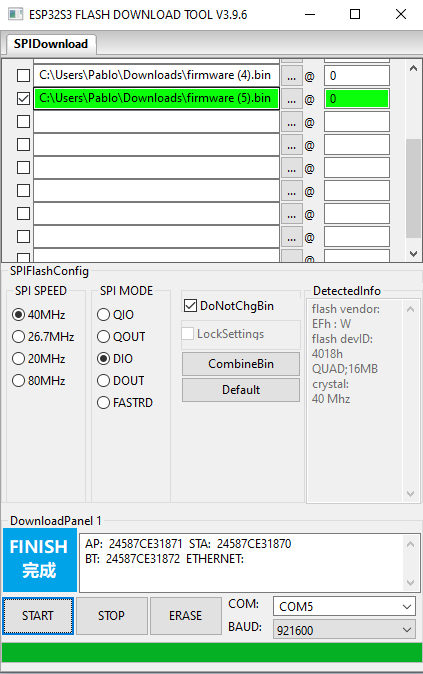 ESP32S3 FLASH DOWNLOAD TOOL V3.9.6
SPIDownload
C:\Users\Pablo\Downloads\firmware (4).bin ... @ 0
C:\Users\Pablo\Downloads\firmware (5).bin ... @ 0
... @
... @
... @
... @
... @
... @
... @
SPIFlashConfig
SPI SPEED
40MHz
26.7MHz
20MHz
80MHz
SPI MODE
QIO
QOUT
DIO
DOUT
FASTRD
DoNotChgBin
LockSettings
CombineBin
Default
DetectedInfo
flash vendor:
EFh : W
flash devID:
4018h
QUAD;16MB
crystal:
40 Mhz
DownloadPanel 1
FINISH
完成
AP: 24587CE31871 STA: 24587CE31870
BT: 24587CE31872 ETHERNET:
START
STOP
ERASE
COM: COM5
BAUD: 921600